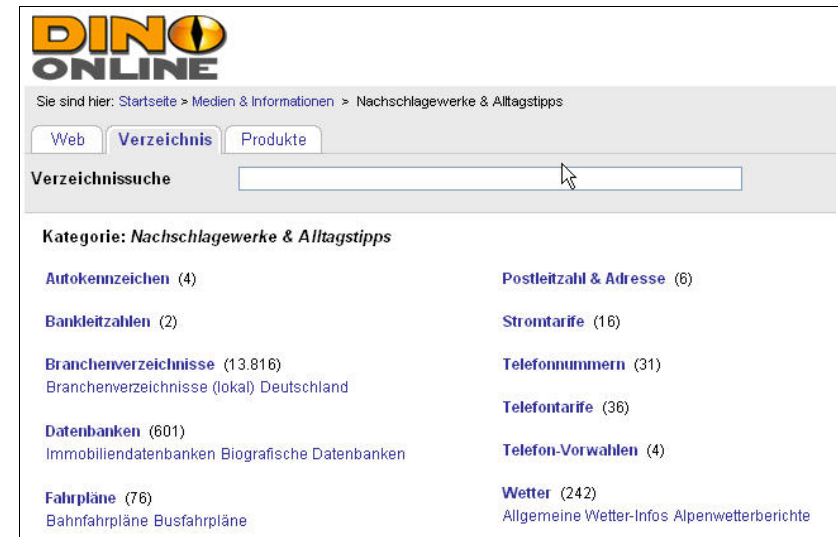 DINO
ONLINE
Sie sind hier: Startseite > Medien & Informationen > Nachschlagewerke & Alltagstipps
Web Verzeichnis Produkte
Verzeichnissuche
Kategorie: Nachschlagewerke & Alltagstipps
Autokennzeichen (4)
Bankleitzahlen (2)
Branchenverzeichnisse (13.816)
Branchenverzeichnisse (lokal) Deutschland
Datenbanken (601)
Immobiliendatenbanken Biografische Datenbanken
Fahrpläne (76)
Bahnfahrpläne Busfahrpläne
Postleitzahl & Adresse (6)
Stromtarife (16)
Telefonnummern (31)
Telefontarife (36)
Telefon-Vorwahlen (4)
Wetter (242)
Allgemeine Wetter-Infos Alpenwetterberichte